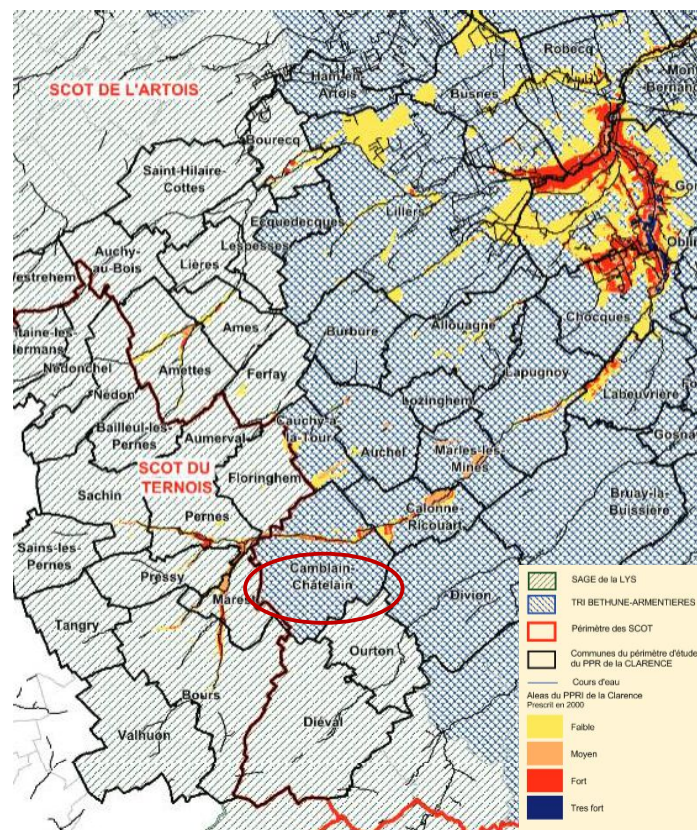 Robecq
SCOT DE L'ARTOIS
Ham-en-
Artois
Busnes
Bourecq
Saint-Hilaire-
Cottes
Lillers
Ecquedecques
Lespesses
Auchy-
au-Bois
Lières
Westrehem
Chocques
Ames
Burbure
Allouagne
Nédonchel
Amettes
Ferfay
Lapugnoy
Nédon
Lozinghem
Labeuvrière
Bailleul-les-
Pernes
Aumerval
Cauchy-à-
la-Tour
Auchel
Marles-les-
Mines
SCOT DU
TERNOIS
Floringhem
Sachin
Pernes
Calonne-
Ricouart
Bruay-la-
Buissière
Sains-les-
Pernes
Pressy
Camblain-
Châtelain
Divion
Marest
Tangry
Ourton
Bours
Diéval
Valhuon
SAGE de la LYS
TRI BETHUNE-ARMENTIERES
Périmètre des SCOT
Communes du périmètre d'étude
du PPR de la CLARENCE
Cours d'eau
Aleas du PPRI de la Clarence
Prescrit en 2000
Faible
Moyen
Fort
Tres fort